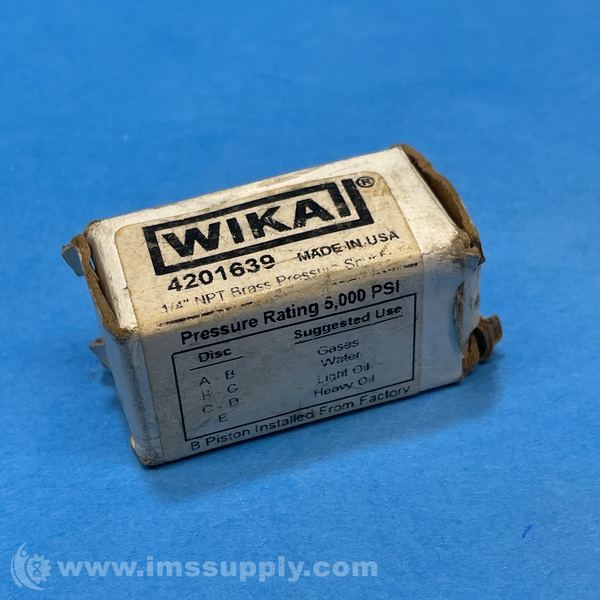 WIKA®
4201639 MADE IN USA
1/4" NPT Brass Pressure
Pressure Rating 5,000 PSI
Disc Suggested Use
A - B Gases
B - C Water
C - D Light Oil
E Heavy Oil
B Piston Installed From Factory
www.imssupply.com